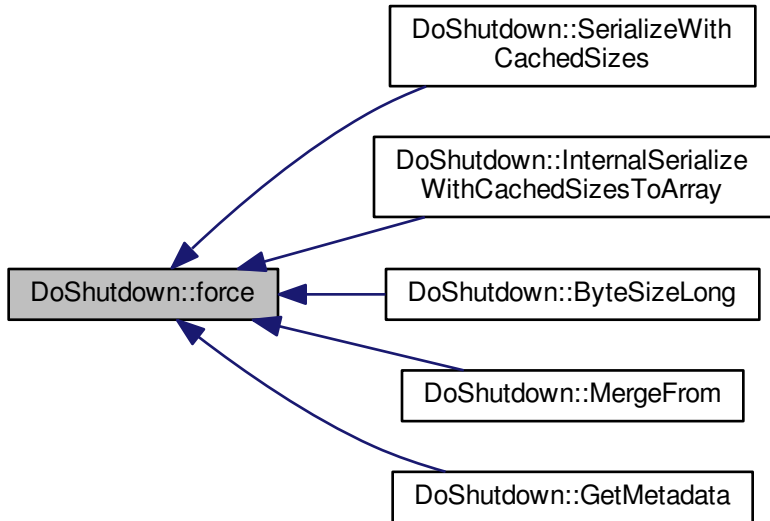 DoShutdown::SerializeWith
CachedSizes
DoShutdown::InternalSerialize
WithCachedSizesToArray
DoShutdown::force
DoShutdown::ByteSizeLong
DoShutdown::MergeFrom
DoShutdown::GetMetadata